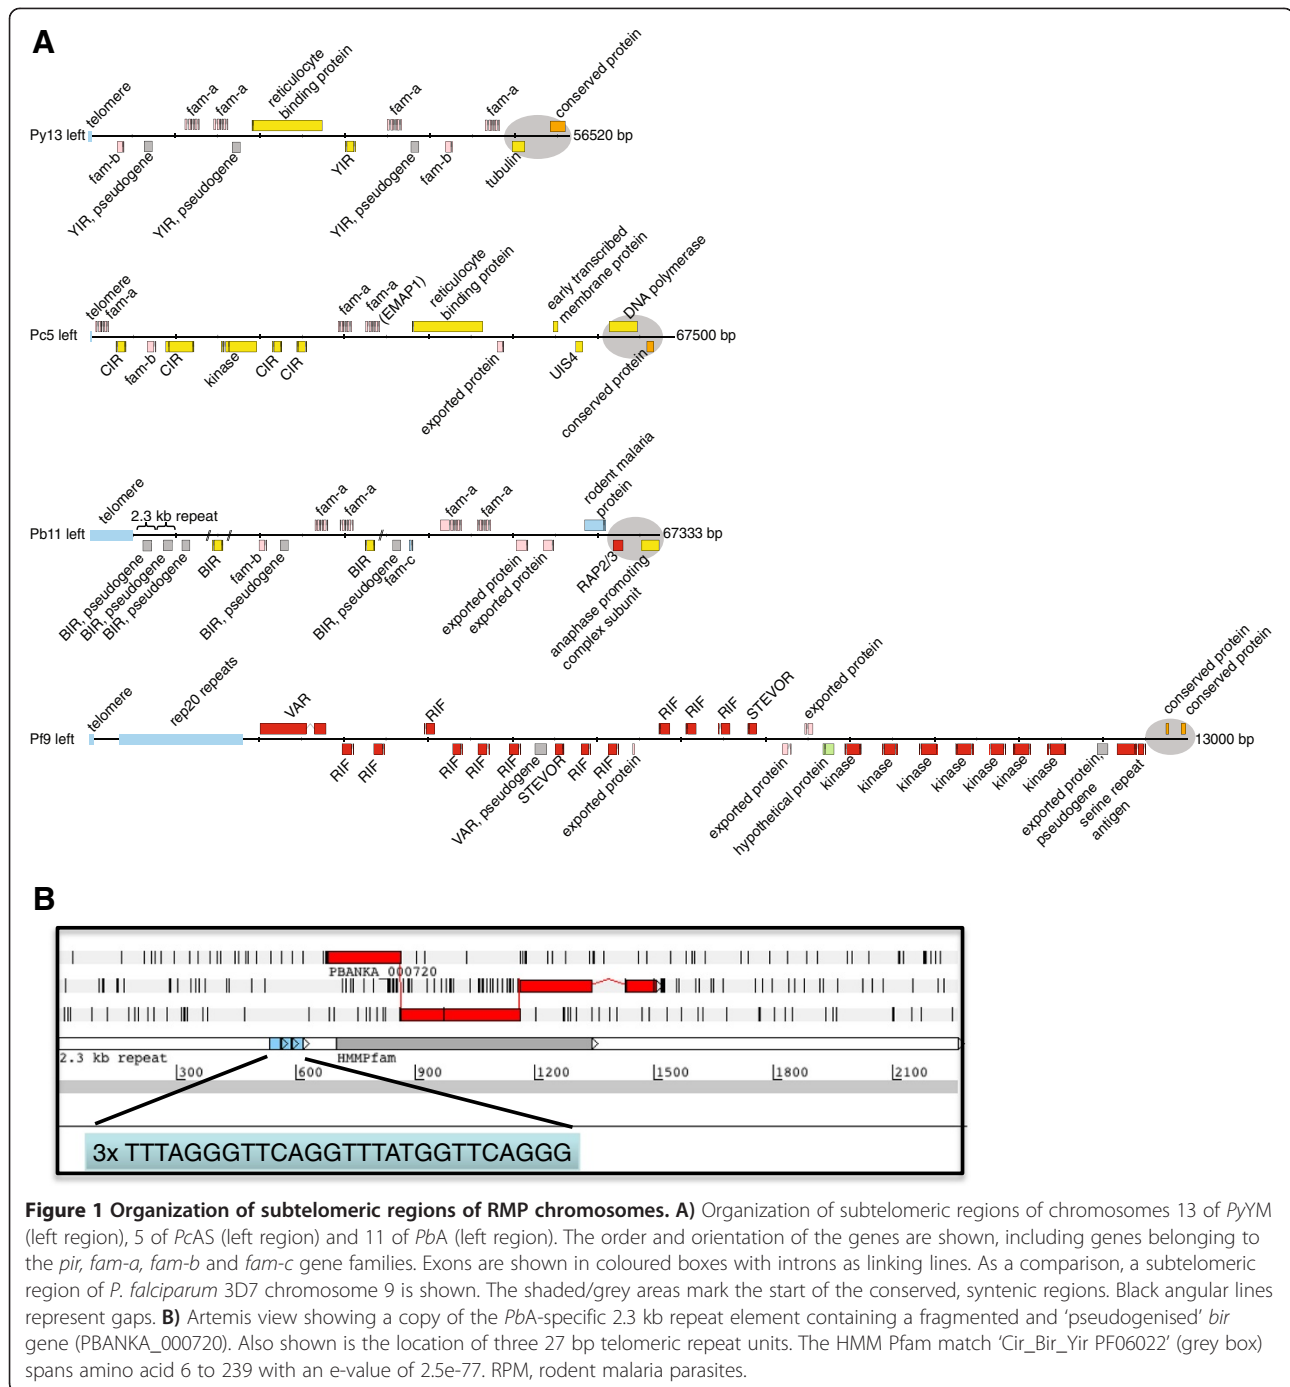 A
telomere
fam-a
fam-a
reticulocyte
binding protein
fam-a
fam-a
conserved protein
Py13 left
56520 bp
fam-b
YIR, pseudogene
YIR, pseudogene
YIR
YIR, pseudogene
fam-b
tubulin
telomere
fam-a
fam-a
fam-a
(EMAP1)
reticulocyte
binding protein
early transcribed
membrane protein
DNA polymerase
Pc5 left
67500 bp
CIR
fam-b
CIR
kinase
CIR
CIR
exported protein
UIS4
conserved protein
telomere
2.3 kb repeat
fam-a
fam-a
fam-a
fam-a
rodent malaria
protein
Pb11 left
67333 bp
BIR, pseudogene
BIR, pseudogene
BIR, pseudogene
BIR
fam-b
BIR, pseudogene
BIR
BIR, pseudogene
fam-c
exported protein
exported protein
RAP2/3
anaphase promoting
complex subunit
telomere
rep20 repeats
VAR
RIF
RIF
RIF
RIF
STEVOR
exported protein
conserved protein
conserved protein
Pf9 left
13000 bp
RIF
RIF
RIF
RIF
RIF
VAR, pseudogene
STEVOR
RIF
RIF
exported protein
exported protein
hypothetical protein
kinase
kinase
kinase
kinase
kinase
kinase
kinase
exported protein,
pseudogene
serine repeat
antigen
B
PBANKA_000720
2.3 kb repeat
HMMPfam
300
600
900
1200
1500
1800
2100
3x TTTAGGGTTCAGGTTTATGGTTCAGGG
Figure 1 Organization of subtelomeric regions of RMP chromosomes. A) Organization of subtelomeric regions of chromosomes 13 of PyYM
(left region), 5 of PcAS (left region) and 11 of PbA (left region). The order and orientation of the genes are shown, including genes belonging to
the pir, fam-a, fam-b and fam-c gene families. Exons are shown in coloured boxes with introns as linking lines. As a comparison, a subtelomeric
region of P. falciparum 3D7 chromosome 9 is shown. The shaded/grey areas mark the start of the conserved, syntenic regions. Black angular lines
represent gaps. B) Artemis view showing a copy of the PbA-specific 2.3 kb repeat element containing a fragmented and ‘pseudogenised’ bir
gene (PBANKA_000720). Also shown is the location of three 27 bp telomeric repeat units. The HMM Pfam match ‘Cir_Bir_Yir PF06022’ (grey box)
spans amino acid 6 to 239 with an e-value of 2.5e-77. RPM, rodent malaria parasites.